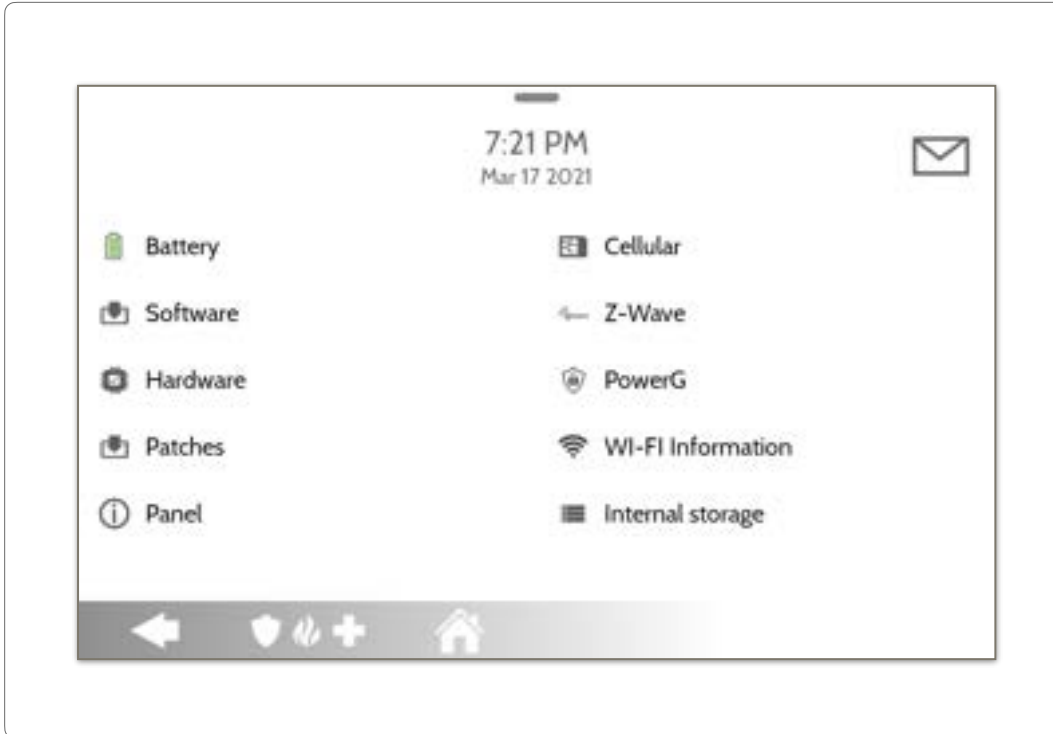 7:21 PM
Mar 17 2021
Battery
Software
Hardware
Patches
Panel
Cellular
Z-Wave
PowerG
WI-FI Information
Internal storage